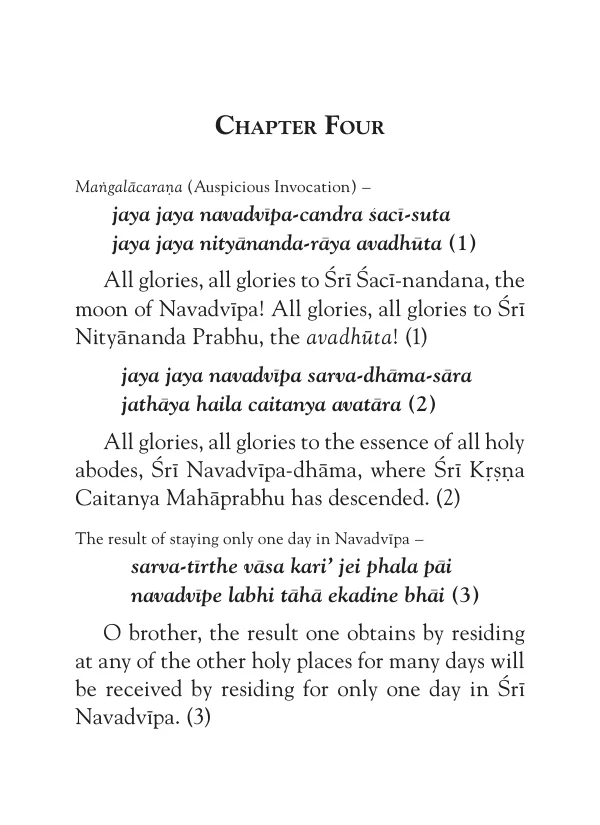 Chapter Four
Maṅgalācaraṇa (Auspicious Invocation) –
jaya jaya navadvīpa-candra śacī-suta
jaya jaya nityānanda-rāya avadhūta (1)
All glories, all glories to Śrī Śacī-nandana, the
moon of Navadvīpa! All glories, all glories to Śrī
Nityānanda Prabhu, the avadhūta! (1)
jaya jaya navadvīpa sarva-dhāma-sāra
jathāya haila caitanya avatāra (2)
All glories, all glories to the essence of all holy
abodes, Śrī Navadvīpa-dhāma, where Śrī Kṛṣṇa
Caitanya Mahāprabhu has descended. (2)
The result of staying only one day in Navadvīpa –
sarva-tīrthe vāsa kari’ jei phala pāi
navadvīpe labhi tāhā ekadine bhāi (3)
O brother, the result one obtains by residing
at any of the other holy places for many days will
be received by residing for only one day in Śrī
Navadvīpa. (3)